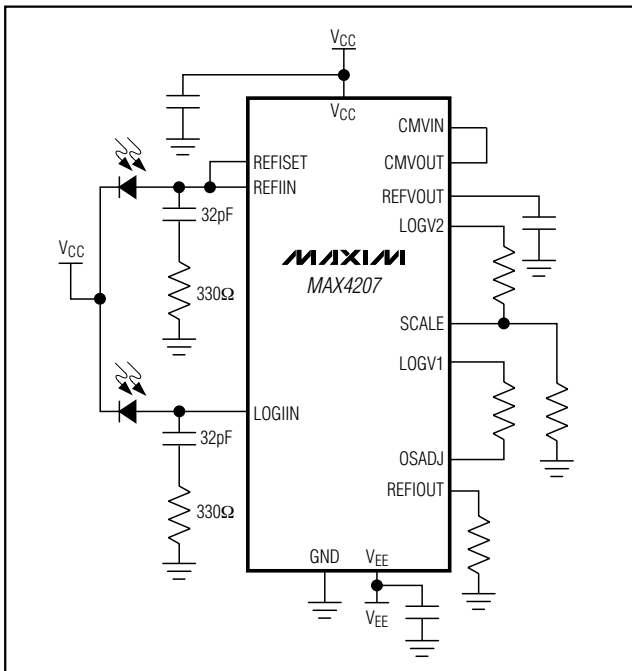 VCC
VCC
CMVIN
CMVOUT
REFISET
REFIIN
REFVOUT
32pF
LOGV2
VCC
MAXIM
MAX4207
330Ω
SCALE
LOGV1
LOGIIN
32pF
OSADJ
REFIOUT
330Ω
GND
VEE
VEE